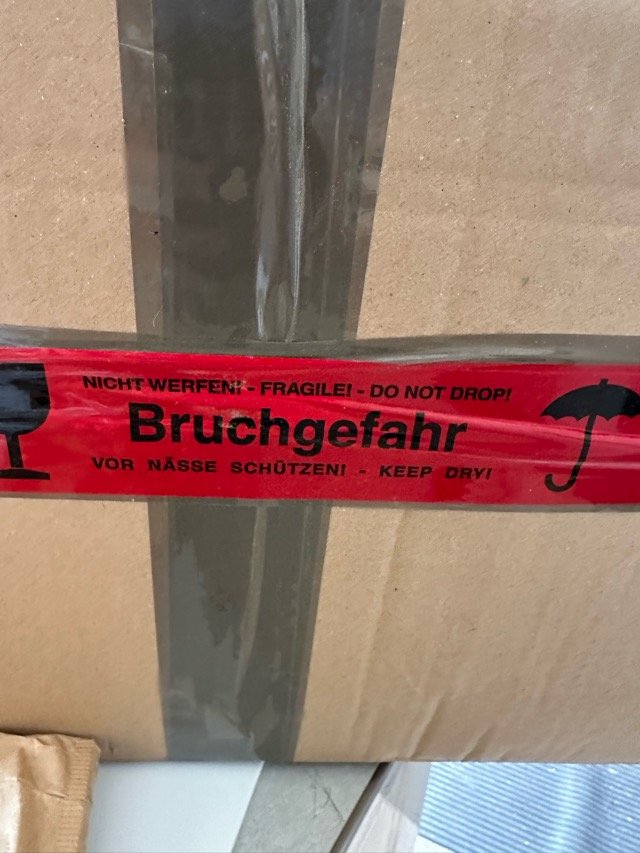 NICHT WERFEN! - FRAGILE! - DO NOT DROP!
Bruchgefahr
VOR NÄSSE SCHÜTZEN! - KEEP DRY!